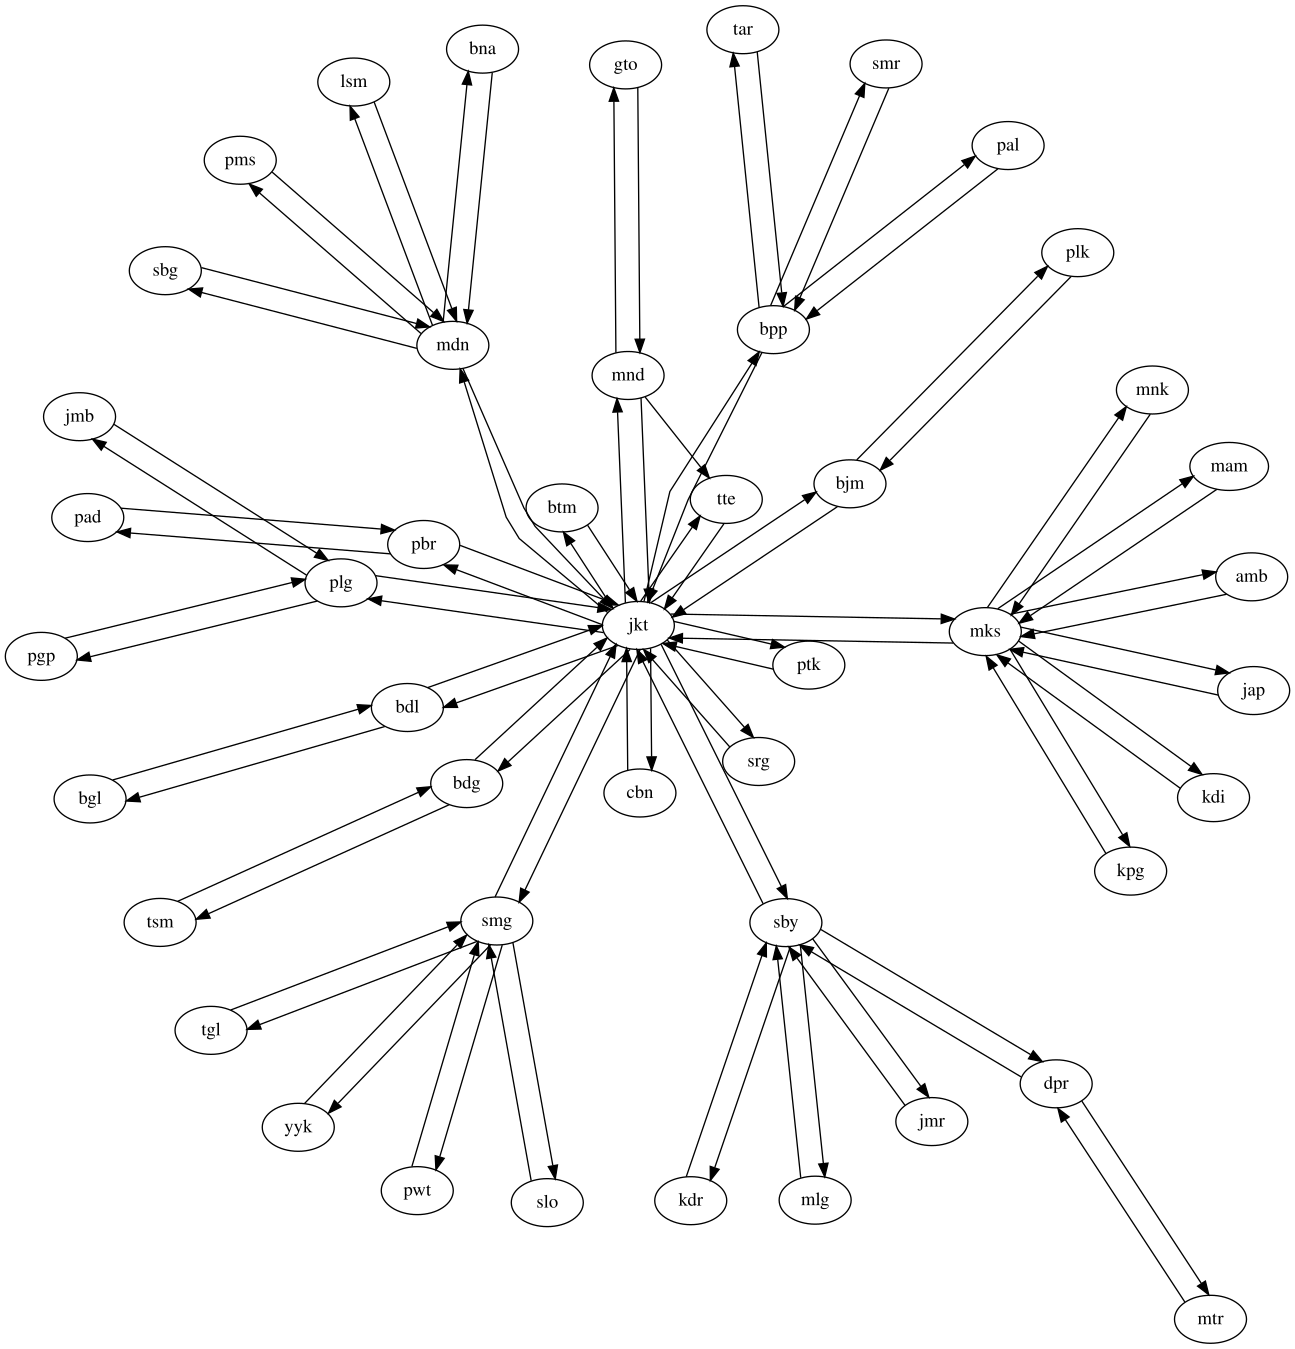 tar
bna
gto
smr
lsm
pal
pms
plk
sbg
bpp
mdn
mnd
mnk
jmb
mam
bjm
tte
btm
pad
pbr
amb
plg
jkt
mks
pgp
ptk
jap
bdl
srg
bdg
cbn
kdi
bgl
kpg
smg
sby
tsm
tgl
dpr
jmr
yyk
pwt
mlg
kdr
slo
mtr